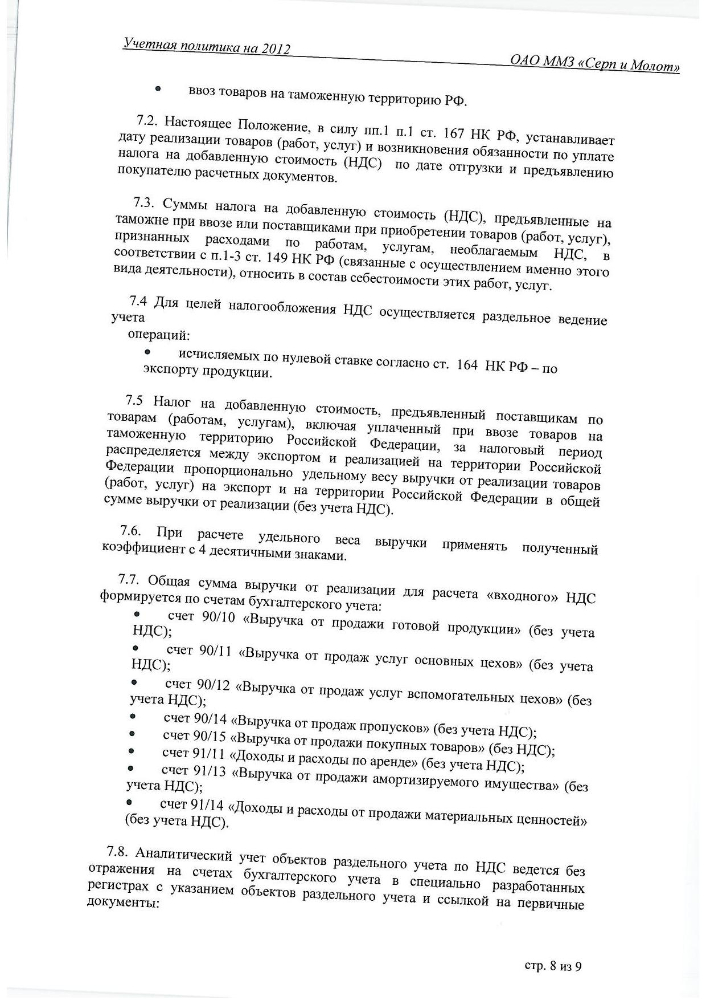 Учетная политика на 2012
ОАО ММЗ «Серп и Молот»
• ввоз товаров на таможенную территорию РФ.
7.2. Настоящее Положение, в силу пп.1 п.1 ст. 167 НК РФ, устанавливает
дату реализации товаров (работ, услуг) и возникновения обязанности по уплате
налога на добавленную стоимость (НДС) по дате отгрузки и предъявлению
покупателю расчетных документов.
7.3. Суммы налога на добавленную стоимость (НДС), предъявленные на
таможне при ввозе или поставщиками при приобретении товаров (работ, услуг),
признанных расходами по работам, услугам, необлагаемым НДС, в
соответствии с п.1-3 ст. 149 НК РФ (связанные с осуществлением именно этого
вида деятельности), относить в состав себестоимости этих работ, услуг.
7.4 Для целей налогообложения НДС осуществляется раздельное ведение
учета
операций:
• исчисляемых по нулевой ставке согласно ст. 164 НК РФ – по
экспорту продукции.
7.5 Налог на добавленную стоимость, предъявленный поставщикам по
товарам (работам, услугам), включая уплаченный при ввозе товаров на
таможенную территорию Российской Федерации, за налоговый период
распределяется между экспортом и реализацией на территории Российской
Федерации пропорционально удельному весу выручки от реализации товаров
(работ, услуг) на экспорт и на территории Российской Федерации в общей
сумме выручки от реализации (без учета НДС).
7.6. При расчете удельного веса выручки применять полученный
коэффициент с 4 десятичными знаками.
7.7. Общая сумма выручки от реализации для расчета «входного» НДС
формируется по счетам бухгалтерского учета:
• счет 90/10 «Выручка от продажи готовой продукции» (без учета
НДС);
• счет 90/11 «Выручка от продаж услуг основных цехов» (без учета
НДС);
• счет 90/12 «Выручка от продаж услуг вспомогательных цехов» (без
учета НДС);
• счет 90/14 «Выручка от продаж пропусков» (без учета НДС);
• счет 90/15 «Выручка от продажи покупных товаров» (без НДС);
• счет 91/11 «Доходы и расходы по аренде» (без учета НДС);
• счет 91/13 «Выручка от продажи амортизируемого имущества» (без
учета НДС);
• счет 91/14 «Доходы и расходы от продажи материальных ценностей»
(без учета НДС).
7.8. Аналитический учет объектов раздельного учета по НДС ведется без
отражения на счетах бухгалтерского учета в специально разработанных
регистрах с указанием объектов раздельного учета и ссылкой на первичные
документы:
стр. 8 из 9